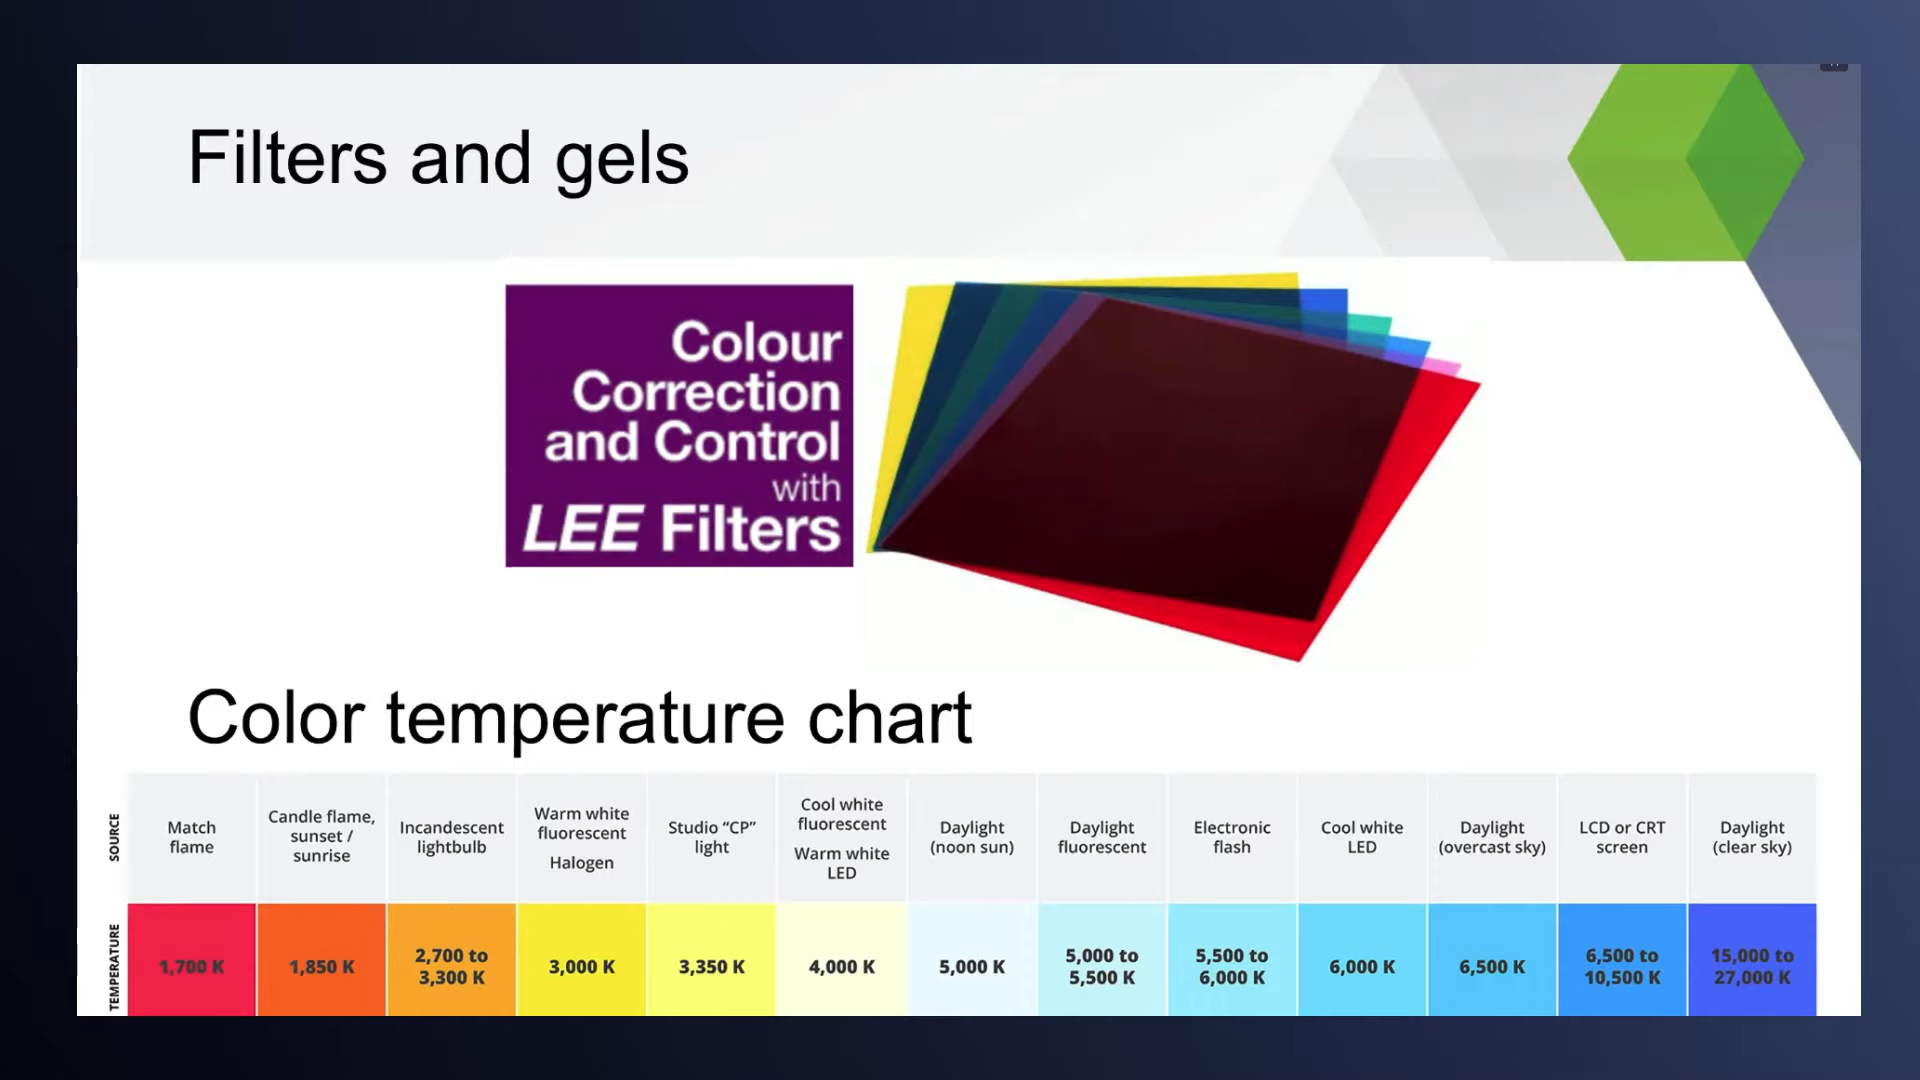 Filters and gels
Colour
Correction
and Control
with
LEE Filters
Color temperature chart
SOURCE
Match
flame
Candle flame,
sunset /
sunrise
Incandescent
lightbulb
Warm white
fluorescent
Halogen
Studio “CP”
light
Cool white
fluorescent
Warm white
LED
Daylight
(noon sun)
Daylight
fluorescent
Electronic
flash
Cool white
LED
Daylight
(overcast sky)
LCD or CRT
screen
Daylight
(clear sky)
TEMPERATURE
1,700 K
1,850 K
2,700 to
3,300 K
3,000 K
3,350 K
4,000 K
5,000 K
5,000 to
5,500 K
5,500 to
6,000 K
6,000 K
6,500 K
6,500 to
10,500 K
15,000 to
27,000 K